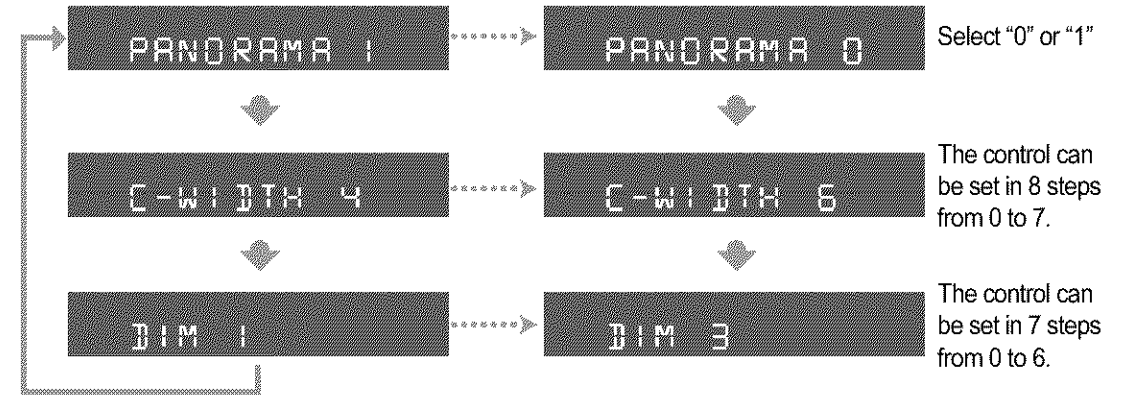 PANORAMA 1
PANORAMA 0
Select “0” or “1”
C-WIDTH 4
C-WIDTH 6
The control can
be set in 8 steps
from 0 to 7.
DIM 1
DIM 3
The control can
be set in 7 steps
from 0 to 6.